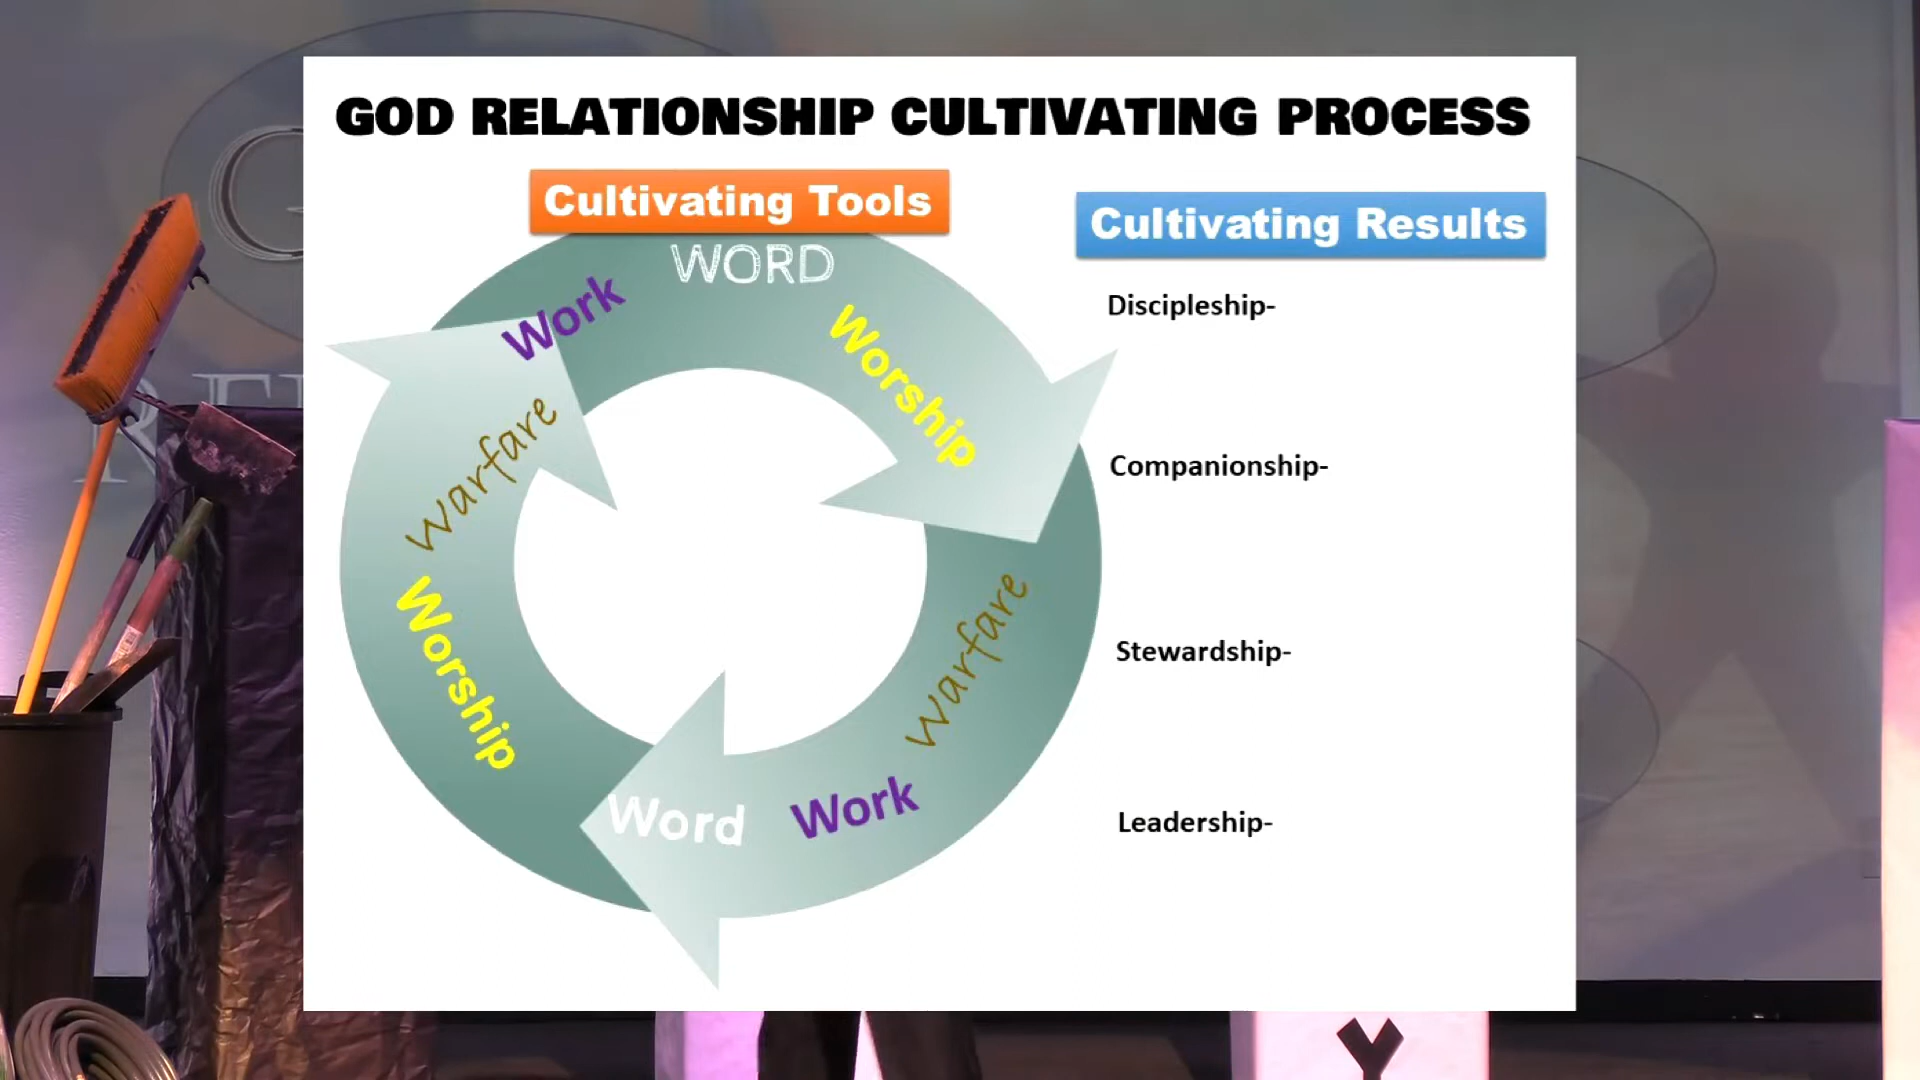 GOD RELATIONSHIP CULTIVATING PROCESS
Cultivating Tools
Cultivating Results
WORD
Work
Worship
Warfare
Worship
Warfare
Word
Work
Discipleship-
Companionship-
Stewardship-
Leadership-
Y